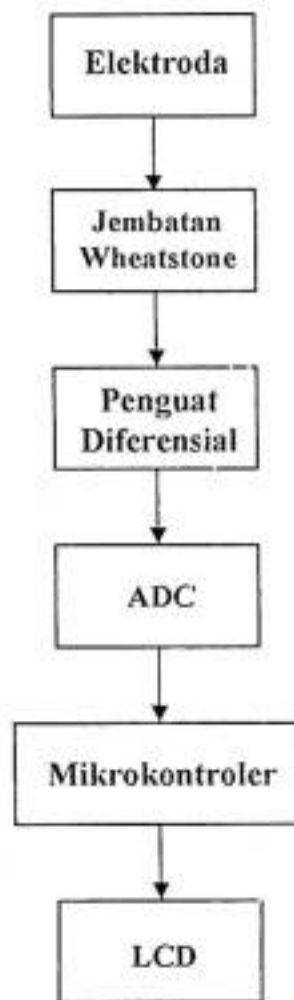 Elektroda
Jembatan
Wheatstone
Penguat
Diferensial
ADC
Mikrokontroler
LCD